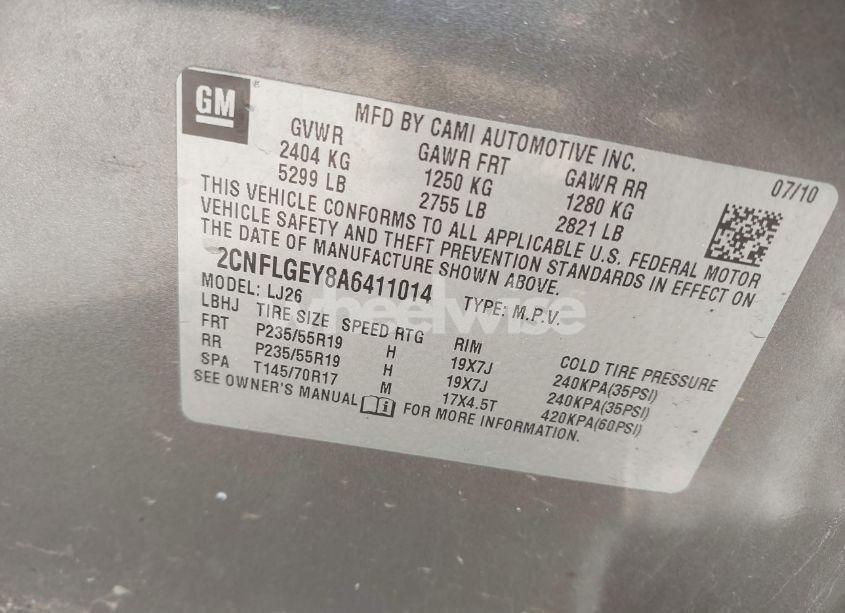 GM
MFD BY CAMI AUTOMOTIVE INC.
07/10
GVWR GAWR FRT GAWR RR
2404 KG 1250 KG 1280 KG
5299 LB 2755 LB 2821 LB
THIS VEHICLE CONFORMS TO ALL APPLICABLE U.S. FEDERAL MOTOR
VEHICLE SAFETY AND THEFT PREVENTION STANDARDS IN EFFECT ON
THE DATE OF MANUFACTURE SHOWN ABOVE.
2CNFLGEY8A6411014 TYPE: M.P.V.
MODEL: LJ26
LBHJ TIRE SIZE SPEED RTG RIM COLD TIRE PRESSURE
FRT P235/55R19 H 19X7J 240KPA(35PSI)
RR P235/55R19 H 19X7J 240KPA(35PSI)
SPA T145/70R17 M 17X4.5T 420KPA(60PSI)
SEE OWNER'S MANUAL FOR MORE INFORMATION.
wheelwise